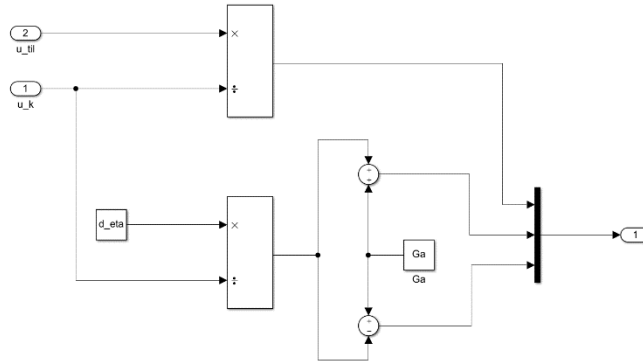 2
u_til
×
1
u_k
÷
d_eta
×
÷
+
+
Ga
Ga
+
−
1